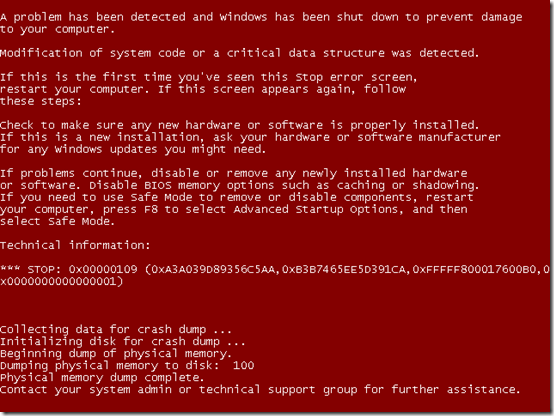 A problem has been detected and Windows has been shut down to prevent damage
to your computer.
Modification of system code or a critical data structure was detected.
If this is the first time you've seen this Stop error screen,
restart your computer. If this screen appears again, follow
these steps:
Check to make sure any new hardware or software is properly installed.
If this is a new installation, ask your hardware or software manufacturer
for any Windows updates you might need.
If problems continue, disable or remove any newly installed hardware
or software. Disable BIOS memory options such as caching or shadowing.
If you need to use Safe Mode to remove or disable components, restart
your computer, press F8 to select Advanced Startup Options, and then
select Safe Mode.
Technical information:
*** STOP: 0x00000109 (0xA3A039D89356C5AA,0xB3B7465EE5D391CA,0xFFFFF800017600B0,0
x0000000000000001)
Collecting data for crash dump ...
Initializing disk for crash dump ...
Beginning dump of physical memory.
Dumping physical memory to disk:  100
Physical memory dump complete.
Contact your system admin or technical support group for further assistance.